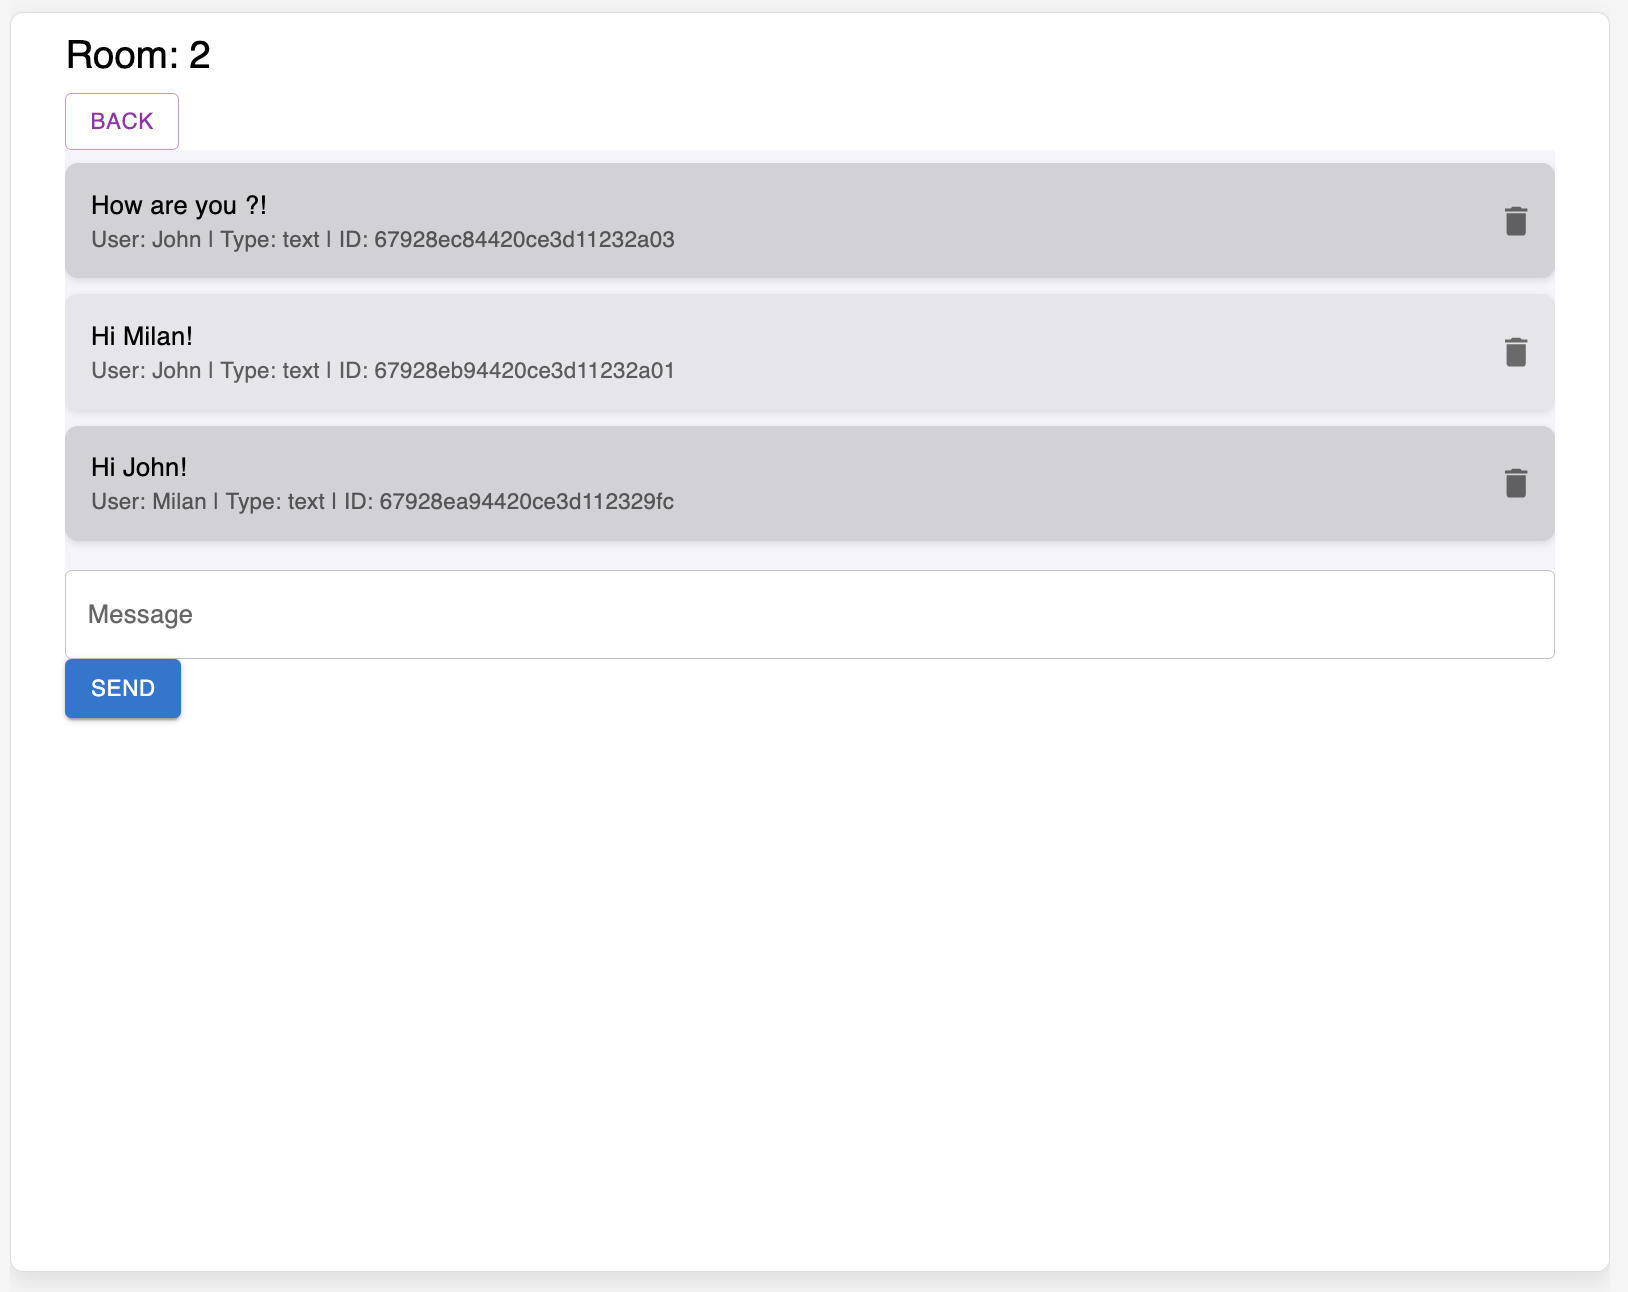 Room: 2
BACK
How are you ?!
User: John | Type: text | ID: 67928ec84420ce3d11232a03
Hi Milan!
User: John | Type: text | ID: 67928eb94420ce3d11232a01
Hi John!
User: Milan | Type: text | ID: 67928ea94420ce3d112329fc
Message
SEND